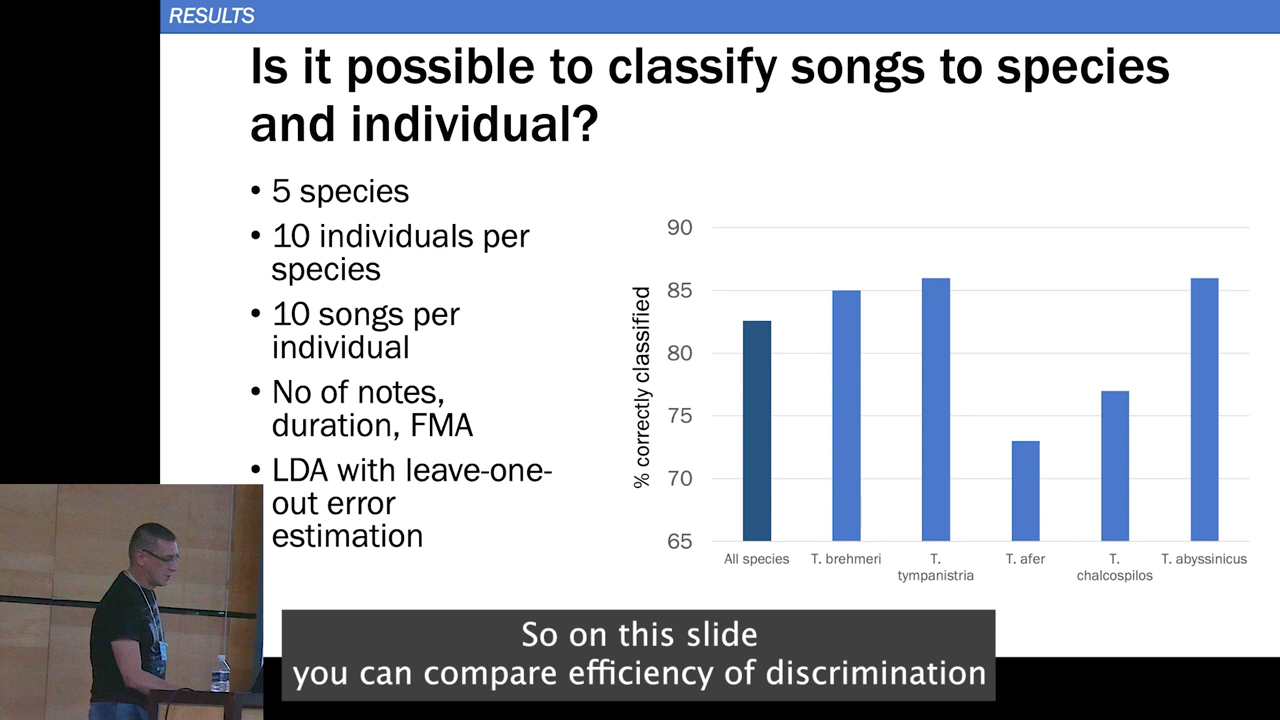 RESULTS
Is it possible to classify songs to species
and individual?
• 5 species
• 10 individuals per
species
• 10 songs per
individual
• No of notes,
duration, FMA
• LDA with leave-one-
out error
estimation
% correctly classified
90
85
80
75
70
65
All species
T. brehmeri
T.
tympanistria
T. afer
T.
chalcospilos
T. abyssinicus
So on this slide
you can compare efficiency of discrimination